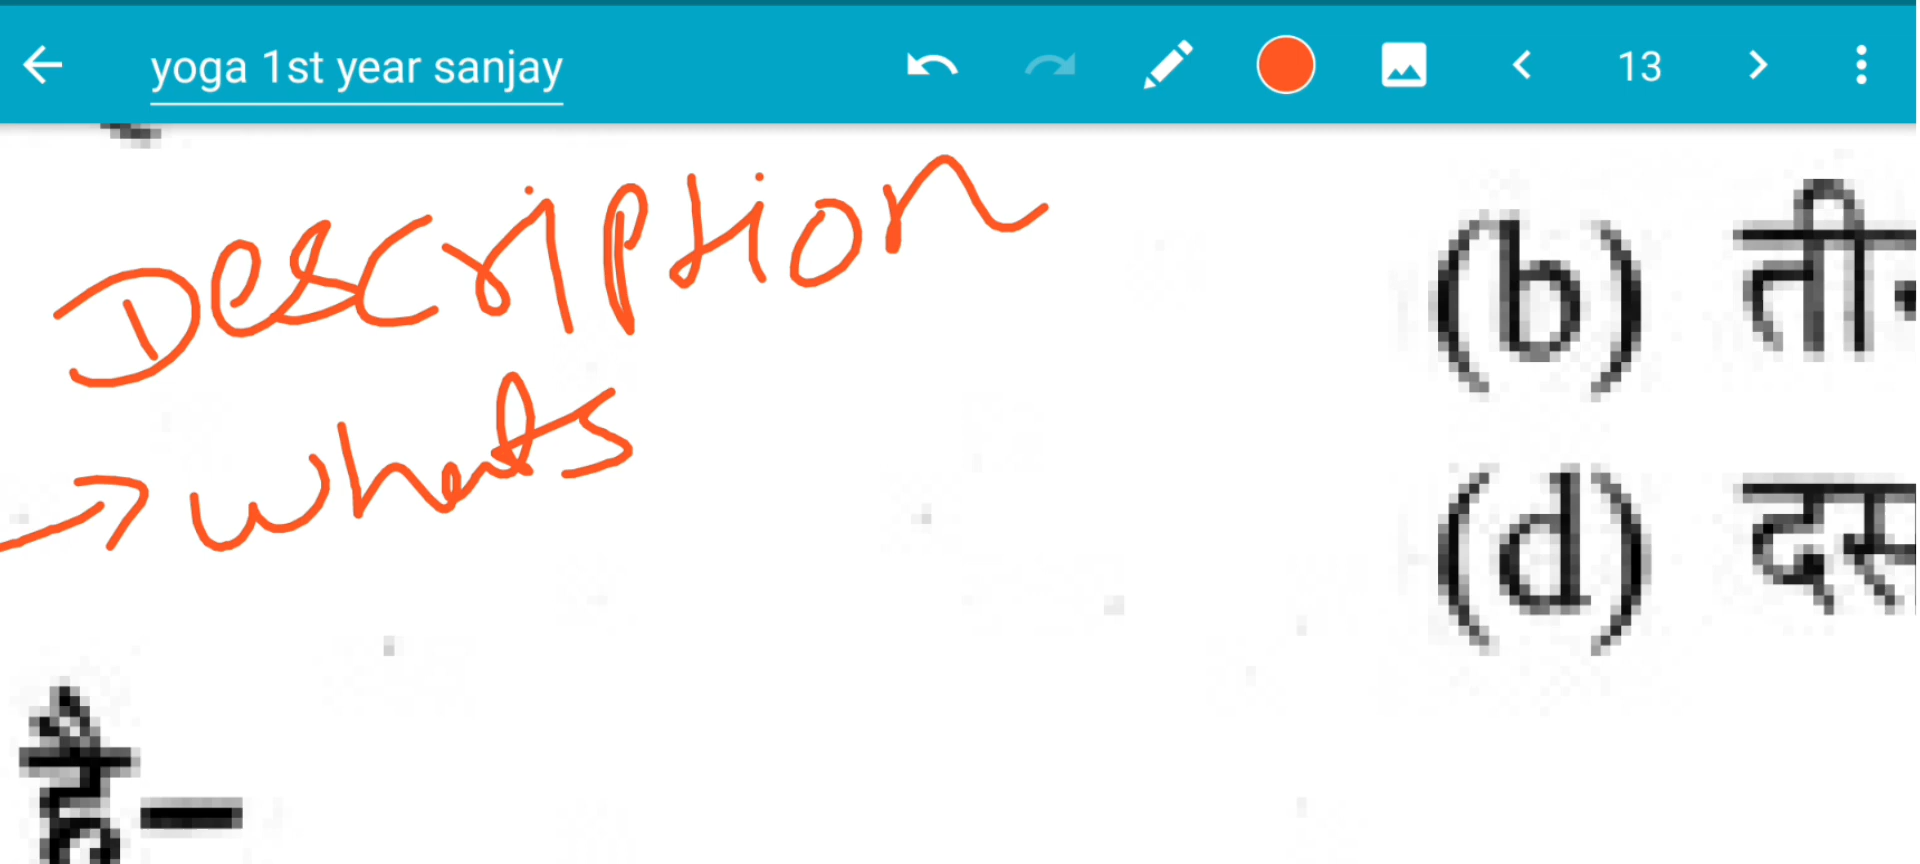 yoga 1st year sanjay 13
Description
(b) ती
→ whats
(d) दस
है–